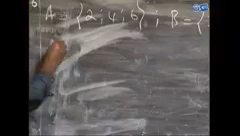 A = {2 ; 4 ; 6} ; B = {